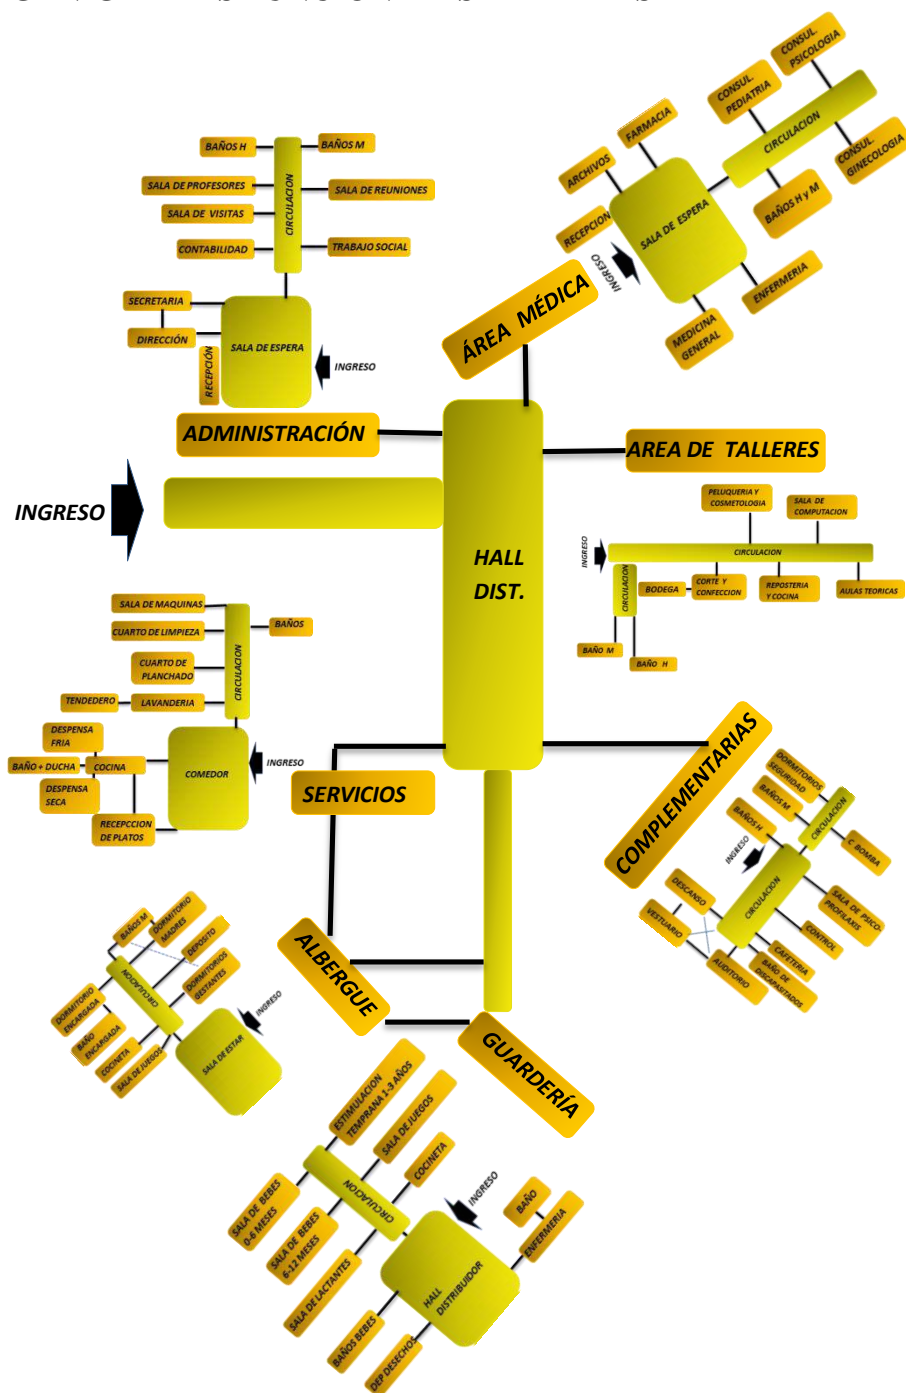 CONSUL.
PSICOLOGIA
CONSUL.
PEDIATRIA
CIRCULACION
CONSUL.
GINECOLOGIA
FARMACIA
ARCHIVOS
BAÑOS H y M
RECEPCION
SALA DE ESPERA
INGRESO
ENFERMERIA
MEDICINA
GENERAL
BAÑOS H
BAÑOS M
SALA DE PROFESORES
SALA DE REUNIONES
CIRCULACION
SALA DE VISITAS
CONTABILIDAD
TRABAJO SOCIAL
SECRETARIA
DIRECCIÓN
SALA DE ESPERA
RECEPCIÓN
INGRESO
ÁREA MÉDICA
ADMINISTRACIÓN
AREA DE TALLERES
INGRESO
HALL
DIST.
PELUQUERIA Y
COSMETOLOGIA
SALA DE
COMPUTACION
INGRESO
CIRCULACION
CIRCULACION
BODEGA
CORTE Y
CONFECCION
REPOSTERIA
Y COCINA
AULAS TEORICAS
BAÑO M
BAÑO H
SALA DE MAQUINAS
BAÑOS
CUARTO DE LIMPIEZA
CIRCULACION
CUARTO DE
PLANCHADO
TENDEDERO
LAVANDERIA
DESPENSA
FRIA
BAÑO + DUCHA
COCINA
COMEDOR
INGRESO
DESPENSA
SECA
RECEPCCION
DE PLATOS
SERVICIOS
COMPLEMENTARIAS
DORMITORIOS
SEGURIDAD
BAÑOS M
BAÑOS H
CIRCULACION
INGRESO
C BOMBA
DESCANSO
CIRCULACION
SALA DE PSICO-
PROFILAXIS
VESTUARIO
CONTROL
AUDITORIO
CAFETERIA
BAÑO DE
DISCAPASITADOS
ALBERGUE
BAÑOS M
DORMITORIO
MADRES
DEPOSITO
DORMITORIOS
GESTANTES
CIRCULACION
DORMITORIO
ENCARGADA
BAÑO
ENCARGADA
COCINETA
SALA DE JUEGOS
SALA DE ESTAR
INGRESO
GUARDERÍA
ESTIMULACION
TEMPRANA 1-3 AÑOS
SALA DE JUEGOS
COCINETA
CIRCULACION
INGRESO
SALA DE BEBES
0-6 MESES
SALA DE BEBES
6-12 MESES
SALA DE LACTANTES
HALL
DISTRIBUIDOR
BAÑO
ENFERMERIA
BAÑOS BEBES
DEP DESECHOS